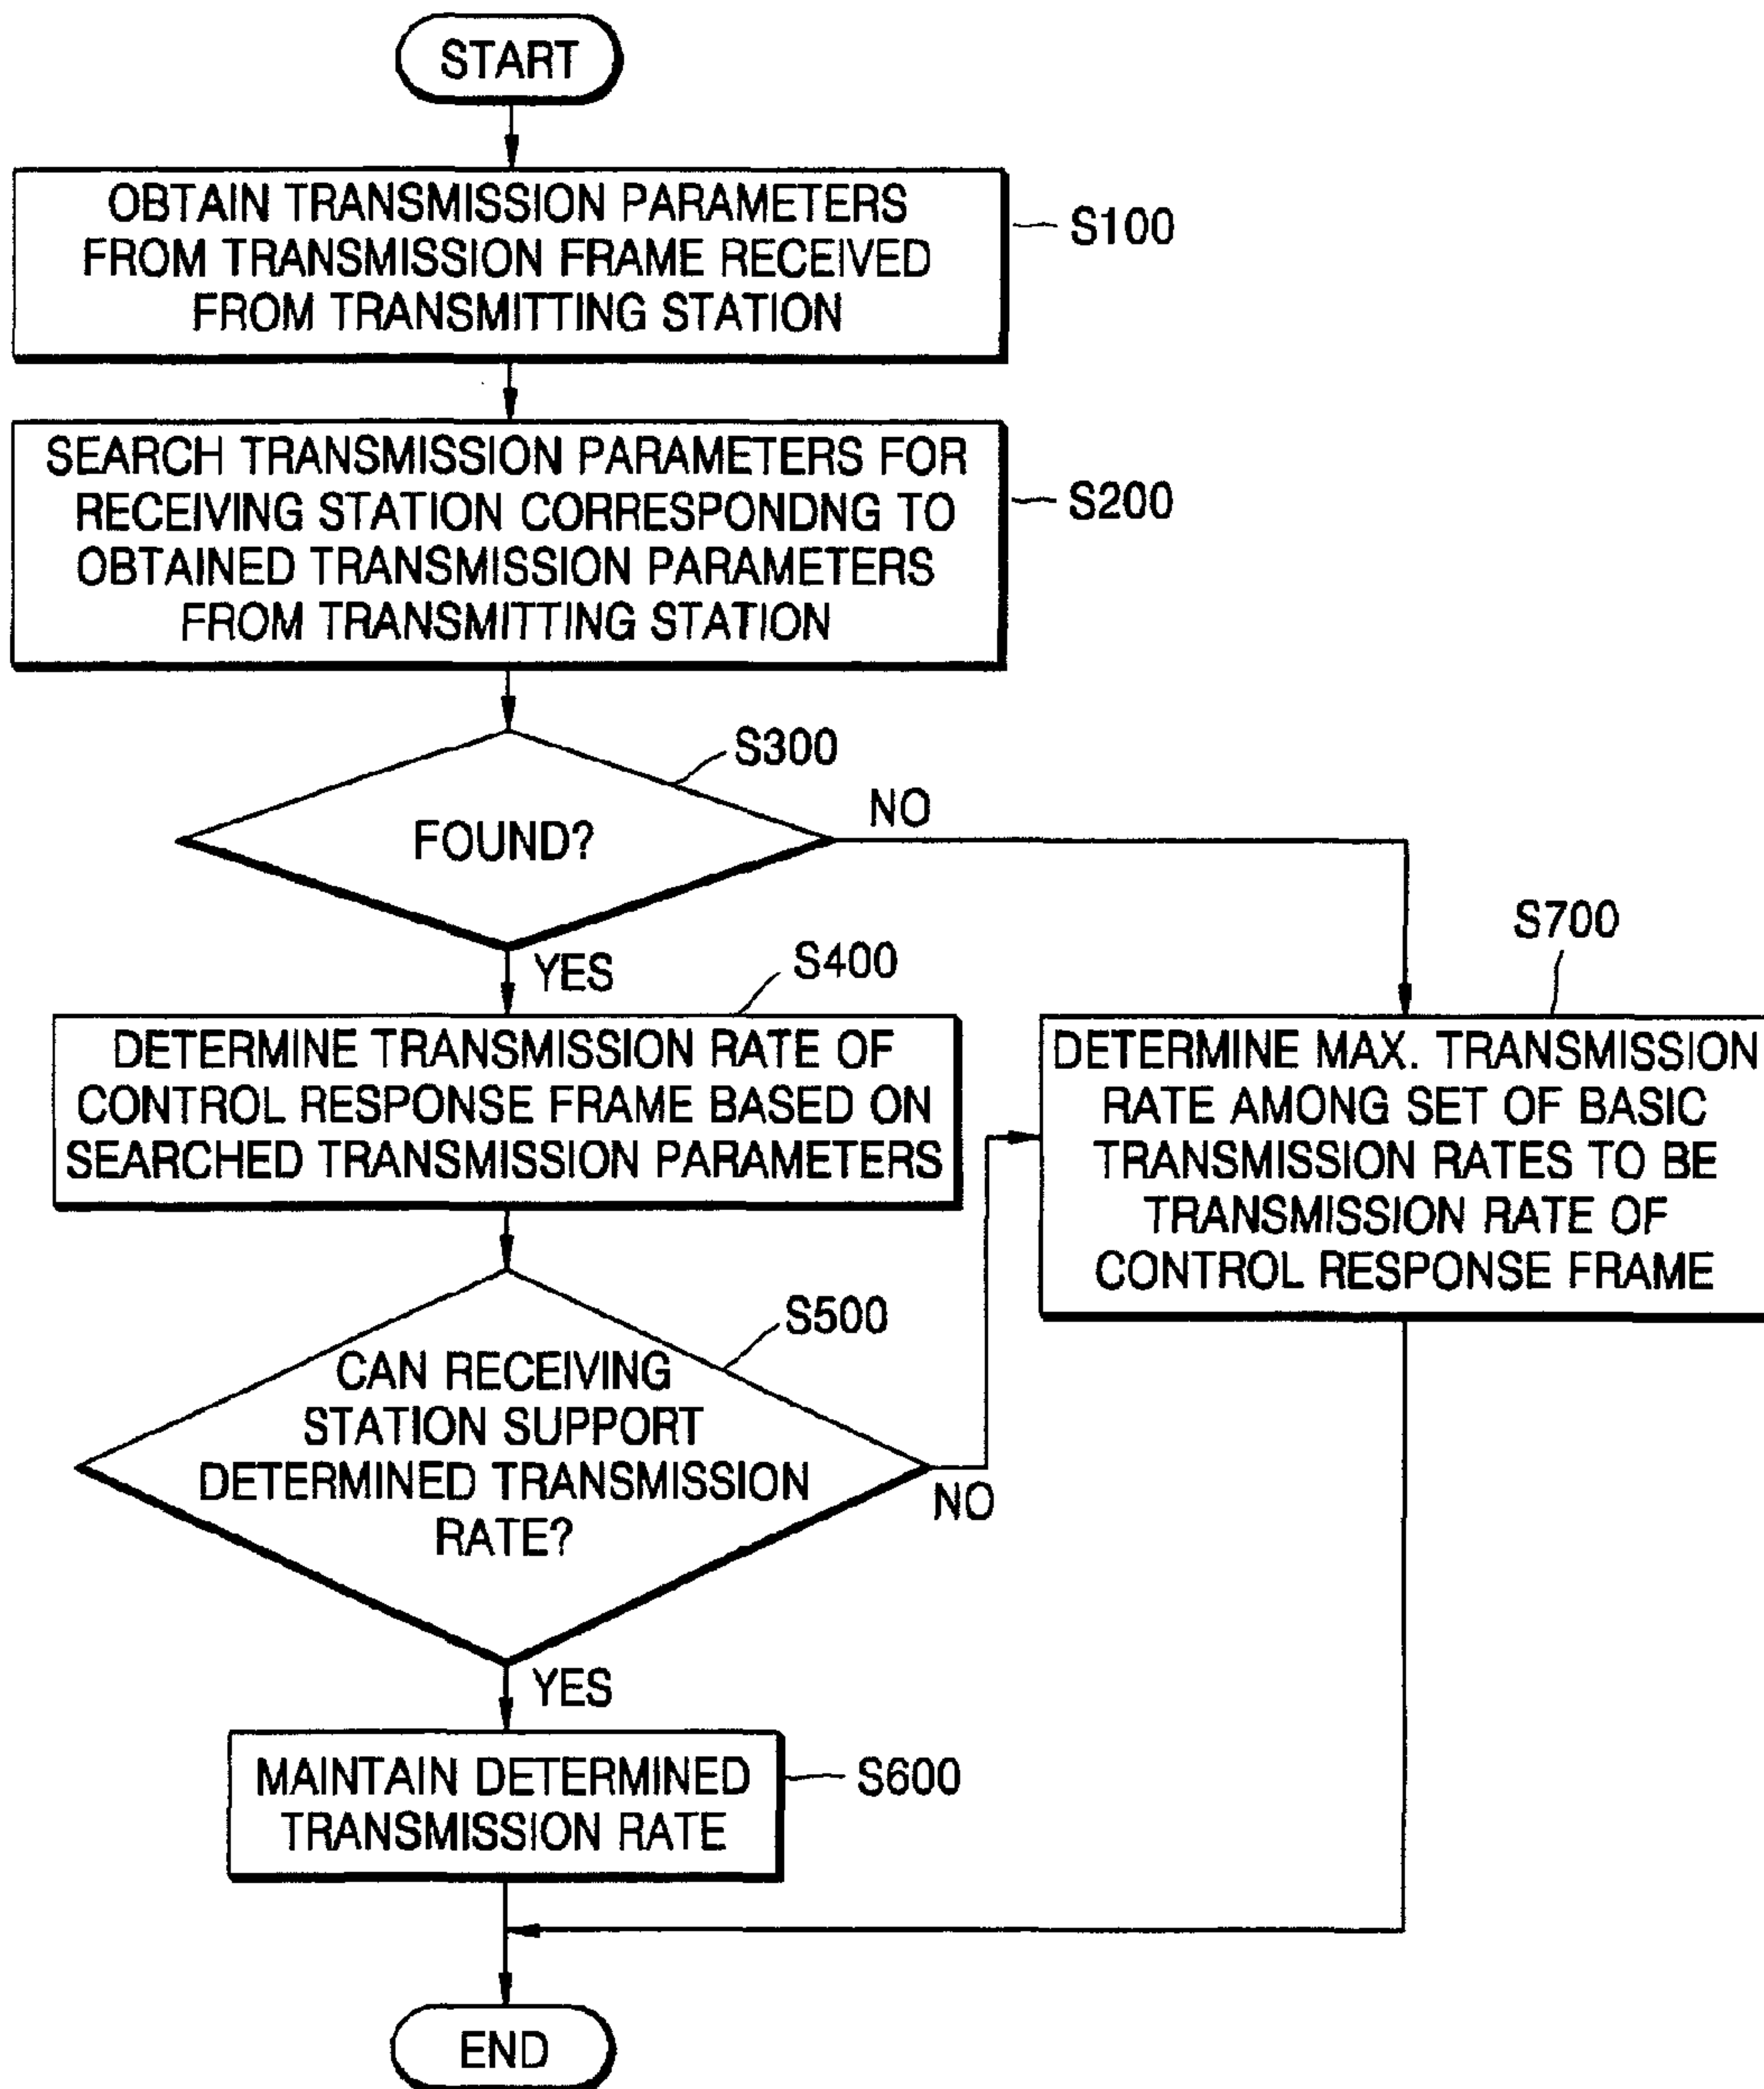 START
OBTAIN TRANSMISSION PARAMETERS
FROM TRANSMISSION FRAME RECEIVED
FROM TRANSMITTING STATION
S100
SEARCH TRANSMISSION PARAMETERS FOR
RECEIVING STATION CORRESPONDNG TO
OBTAINED TRANSMISSION PARAMETERS
FROM TRANSMITTING STATION
S200
S300
FOUND?
NO
YES
S400
DETERMINE TRANSMISSION RATE OF
CONTROL RESPONSE FRAME BASED ON
SEARCHED TRANSMISSION PARAMETERS
S700
DETERMINE MAX. TRANSMISSION
RATE AMONG SET OF BASIC
TRANSMISSION RATES TO BE
TRANSMISSION RATE OF
CONTROL RESPONSE FRAME
S500
CAN RECEIVING
STATION SUPPORT
DETERMINED TRANSMISSION
RATE?
NO
YES
MAINTAIN DETERMINED
TRANSMISSION RATE
S600
END